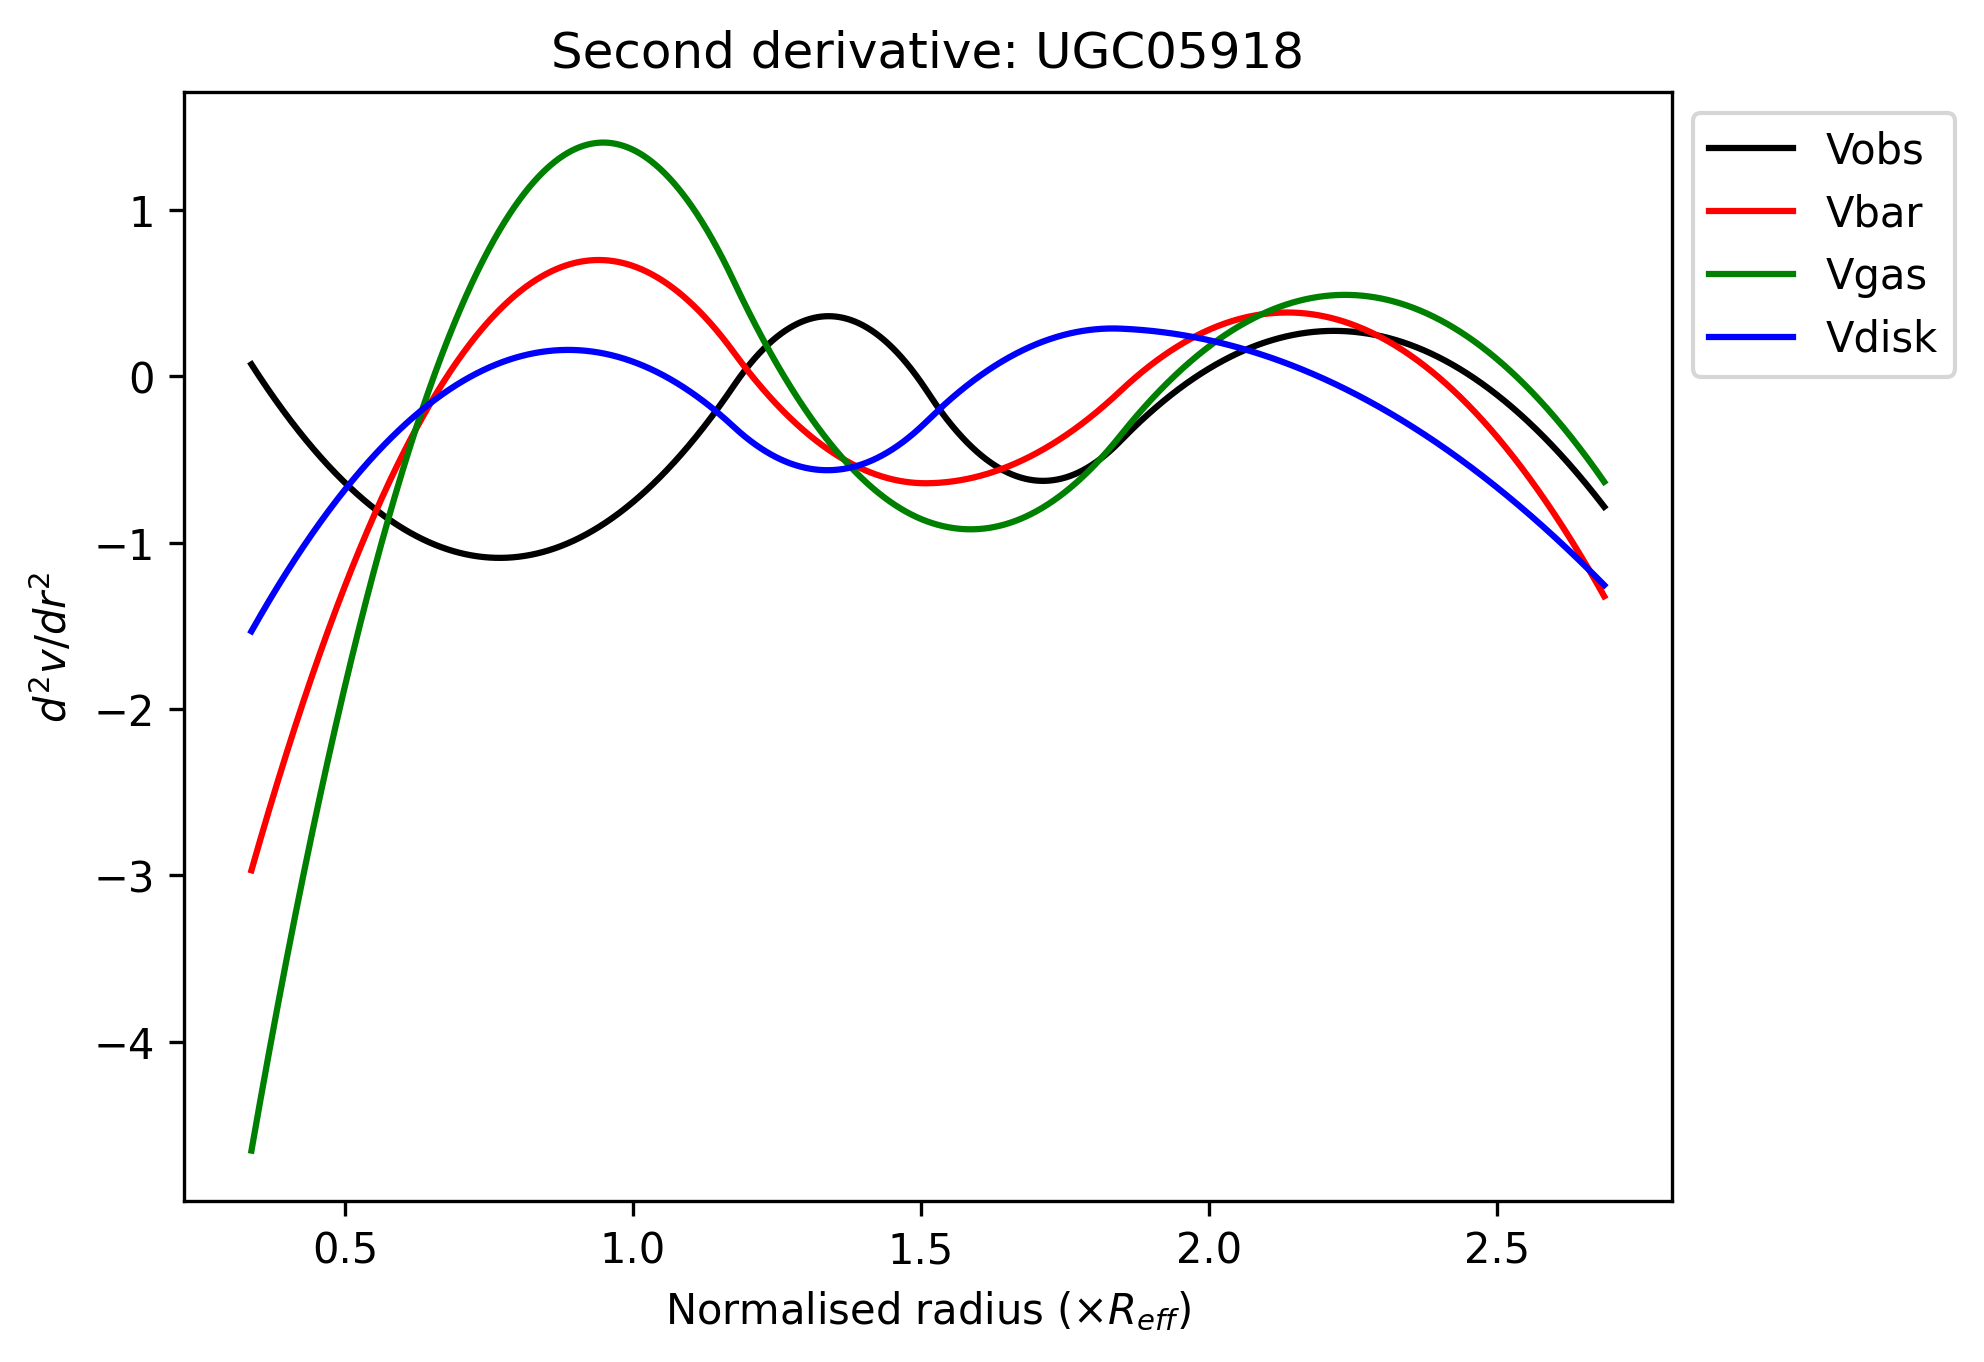 Second derivative: UGC05918
Vobs
Vbar
Vgas
Vdisk
1
0
−1
−2
−3
−4
d²v/dr²
0.5 1.0 1.5 2.0 2.5
Normalised radius (×R_eff)